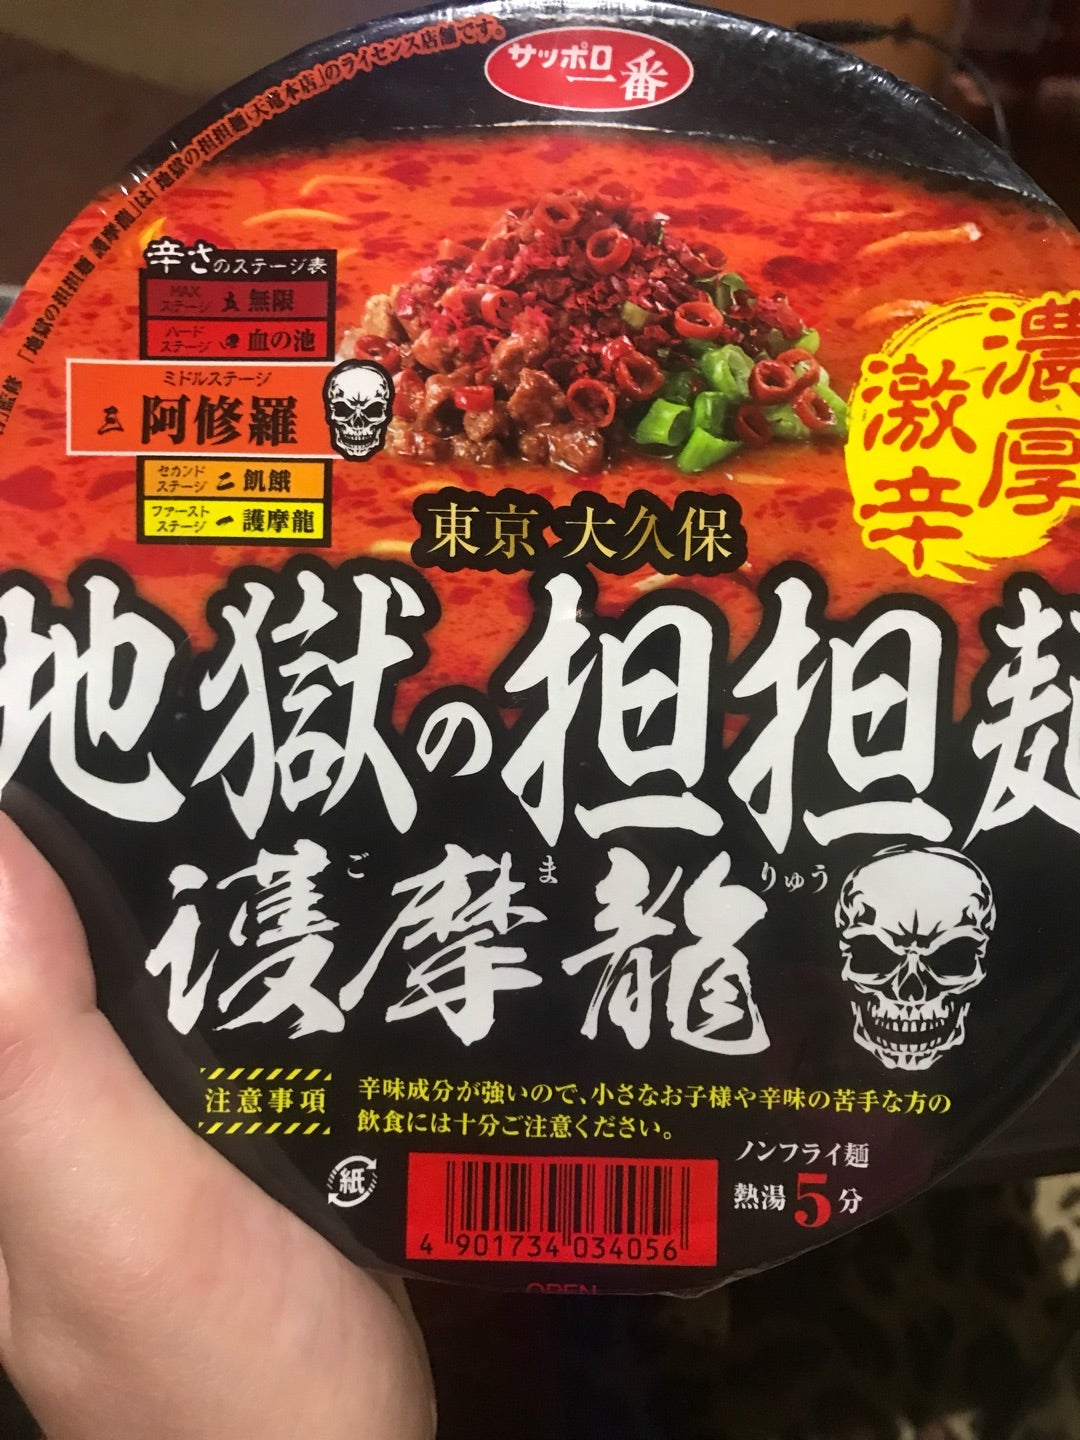 サッポロ一番
「地獄の担担麺 護摩龍」は「地獄の担担麺 天竜本店」のライセンス店舗です。
監修
辛さのステージ表
MAXステージ 五 無限
ハードステージ 四 血の池
ミドルステージ
三 阿修羅
セカンドステージ 二 飢餓
ファーストステージ 一 護摩龍
濃厚
激辛
東京 大久保
地獄の担担麺
護摩龍
ごまりゅう
注意事項
辛味成分が強いので、小さなお子様や辛味の苦手な方の
飲食には十分ご注意ください。
紙
ノンフライ麺
熱湯5分
4 901734 034056
OPEN